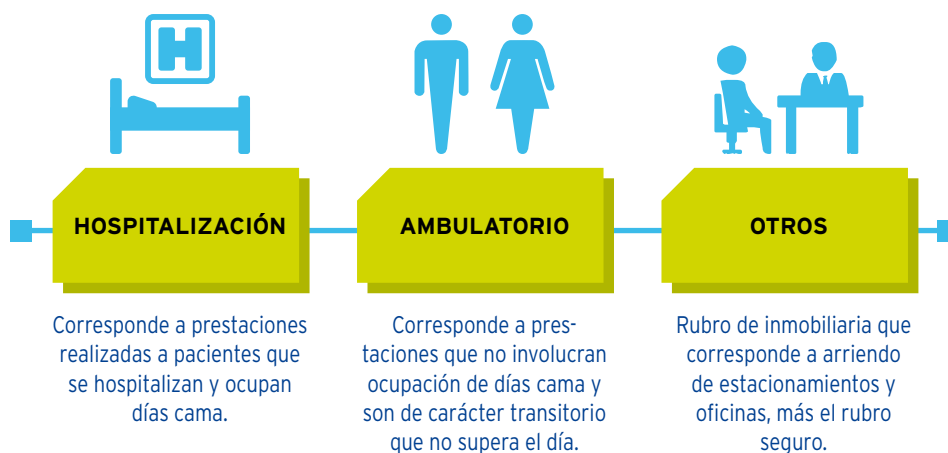 H
HOSPITALIZACIÓN
Corresponde a prestaciones
realizadas a pacientes que
se hospitalizan y ocupan
días cama.
AMBULATORIO
Corresponde a pres-
taciones que no involucran
ocupación de días cama y
son de carácter transitorio
que no supera el día.
OTROS
Rubro de inmobiliaria que
corresponde a arriendo
de estacionamientos y
oficinas, más el rubro
seguro.